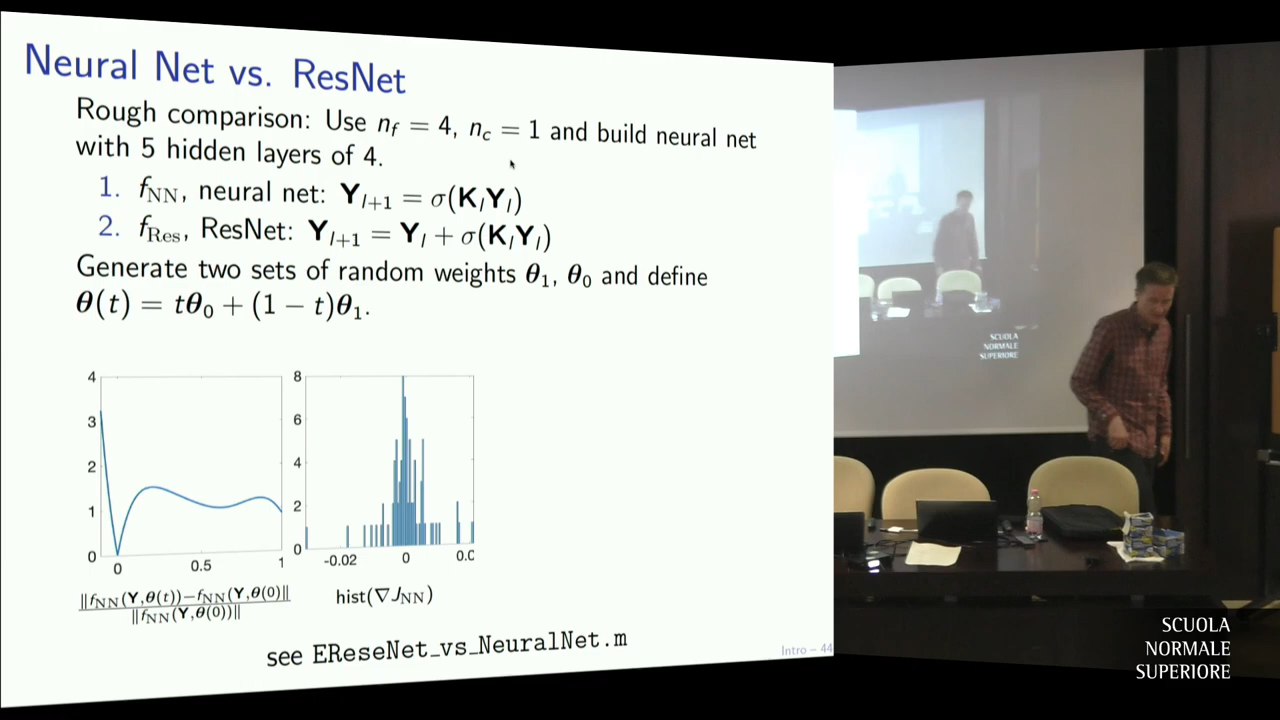 Neural Net vs. ResNet
Rough comparison: Use n_f = 4, n_c = 1 and build neural net
with 5 hidden layers of 4.
1. f_NN, neural net: Y_{l+1} = σ(K_l Y_l)
2. f_Res, ResNet: Y_{l+1} = Y_l + σ(K_l Y_l)
Generate two sets of random weights θ_1, θ_0 and define
θ(t) = tθ_0 + (1 − t)θ_1.
4
3
2
1
0
0 0.5 1
8
6
4
2
0
-0.02 0 0.0
‖f_NN(Y,θ(t))−f_NN(Y,θ(0)‖
‖f_NN(Y,θ(0))‖
hist(∇J_NN)
see EReseNet_vs_NeuralNet.m
Intro – 44
SCUOLA
NORMALE
SUPERIORE
SCUOLA
NORMALE
SUPERIORE